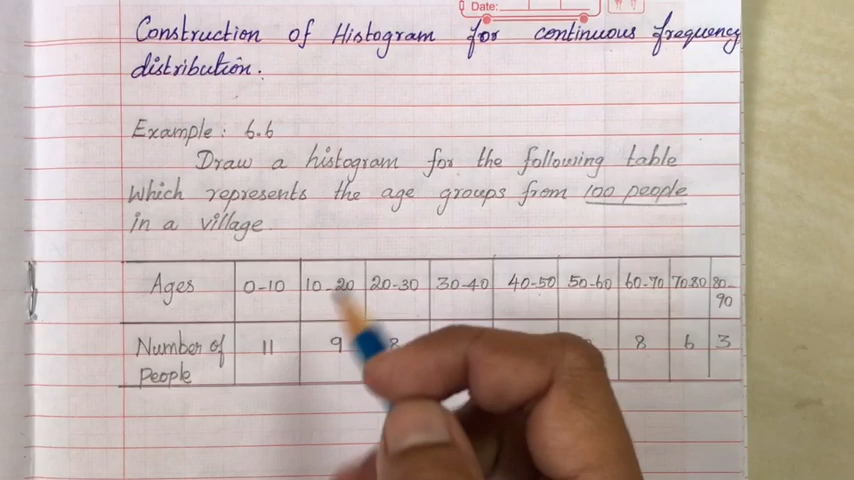 Date:
Construction of Histogram for continuous frequency
distribution.
Example: 6.6
Draw a histogram for the following table
Which represents the age groups from 100 people
in a village.
Ages 0-10 10-20 20-30 30-40 40-50 50-60 60-70 70-80 80-90
Number of People 11 9 8 8 6 3